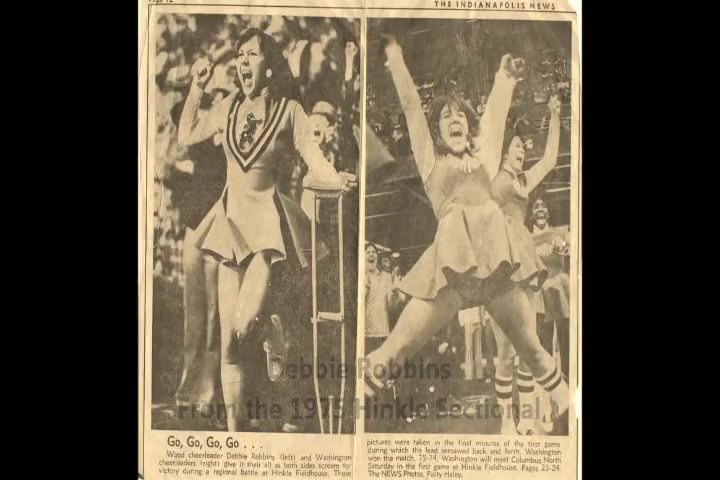 THE INDIANAPOLIS NEWS
Debbie Robbins
From the 1975 Hinkle Sectional
Go, Go, Go, Go . . .
Wood cheerleader Debbie Robbins (left) and Washington
cheerleaders (right) give it their all as both sides scream for
victory during a regional battle at Hinkle Fieldhouse. These
pictures were taken in the final minutes of the first game
during which the lead seesawed back and forth. Washington
won the match, 75-74. Washington will meet Columbus North
Saturday in the first game at Hinkle Fieldhouse. Pages 23-24.
The NEWS Photos, Patty Haley.